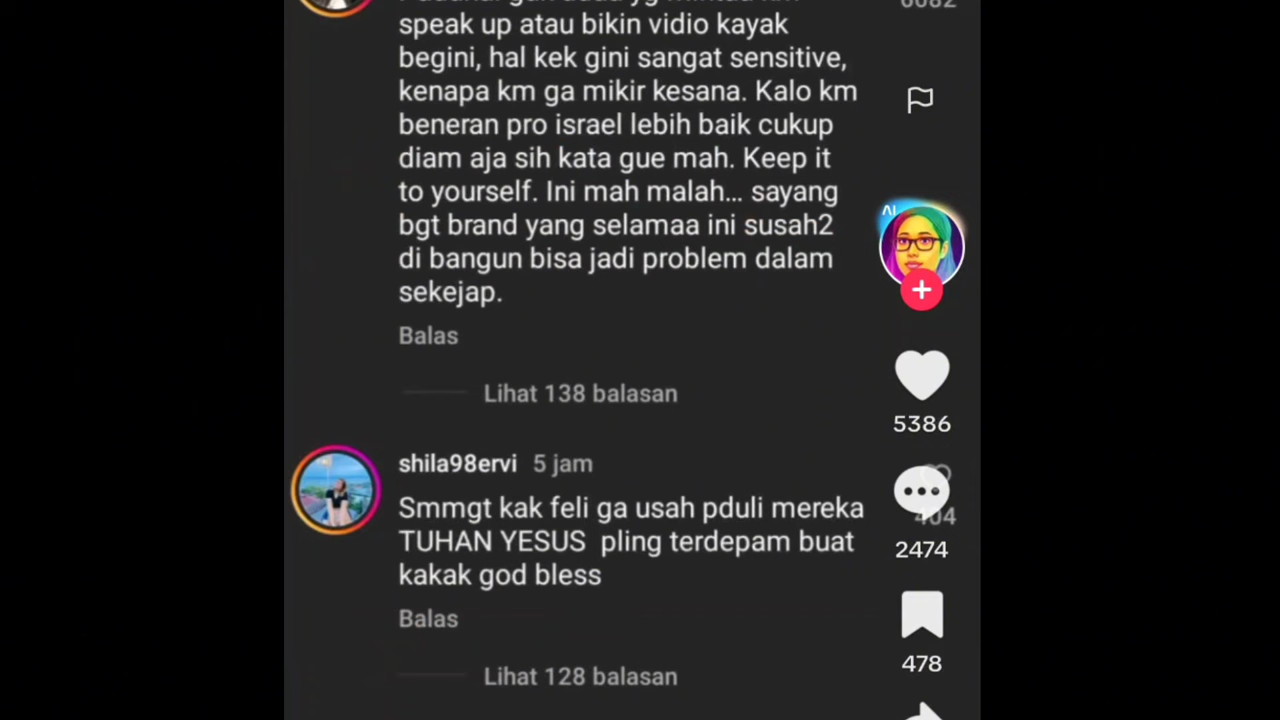 6082
speak up atau bikin vidio kayak
begini, hal kek gini sangat sensitive,
kenapa km ga mikir kesana. Kalo km
beneran pro israel lebih baik cukup
diam aja sih kata gue mah. Keep it
to yourself. Ini mah malah... sayang
bgt brand yang selamaa ini susah2
di bangun bisa jadi problem dalam
sekejap.
Balas
Lihat 138 balasan
AI
5386
shila98ervi 5 jam
Smmgt kak feli ga usah pduli mereka
TUHAN YESUS pling terdepam buat
kakak god bless
Balas
Lihat 128 balasan
404
2474
478